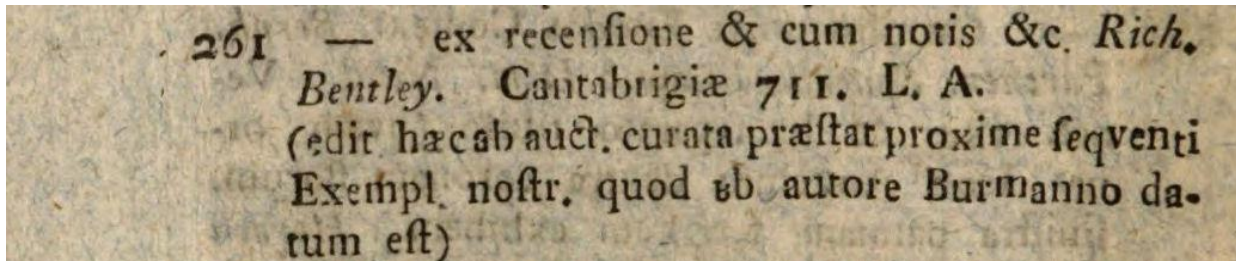 261 — ex recenſione & cum notis &c. Rich.
Bentley. Cantabrigiæ 711. L. A.
(edit hæc ab auct. curata præſtat proxime ſeqventi
Exempl. noſtr. quod ab autore Burmanno da-
tum eſt)